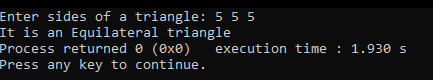 Enter sides of a triangle: 5 5 5
It is an Equilateral triangle
Process returned 0 (0x0)   execution time : 1.930 s
Press any key to continue.